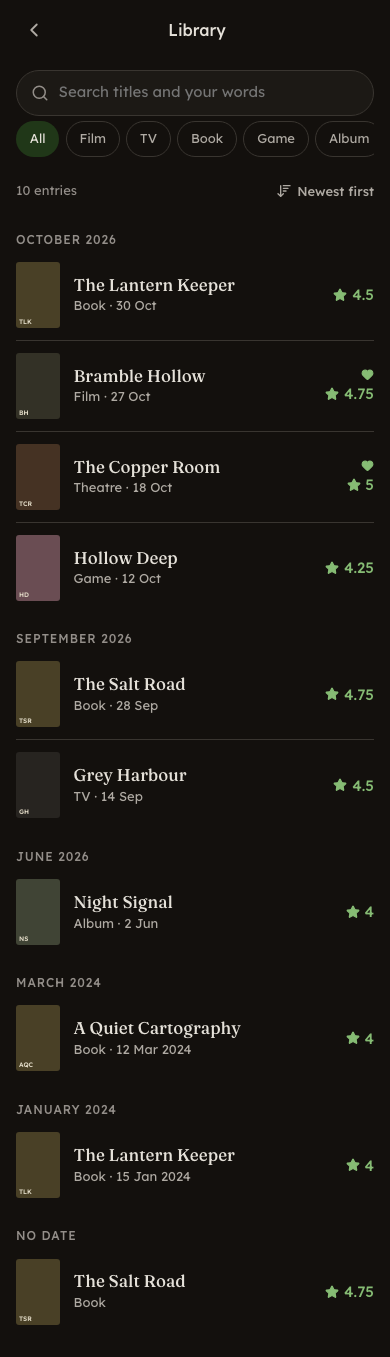 Library
Search titles and your words
All Film TV Book Game Album
10 entries Newest first
OCTOBER 2026
The Lantern Keeper
Book · 30 Oct
4.5
TLK
Bramble Hollow
Film · 27 Oct
4.75
BH
The Copper Room
Theatre · 18 Oct
5
TCR
Hollow Deep
Game · 12 Oct
4.25
HD
SEPTEMBER 2026
The Salt Road
Book · 28 Sep
4.75
TSR
Grey Harbour
TV · 14 Sep
4.5
GH
JUNE 2026
Night Signal
Album · 2 Jun
4
NS
MARCH 2024
A Quiet Cartography
Book · 12 Mar 2024
4
AQC
JANUARY 2024
The Lantern Keeper
Book · 15 Jan 2024
4
TLK
NO DATE
The Salt Road
Book
4.75
TSR